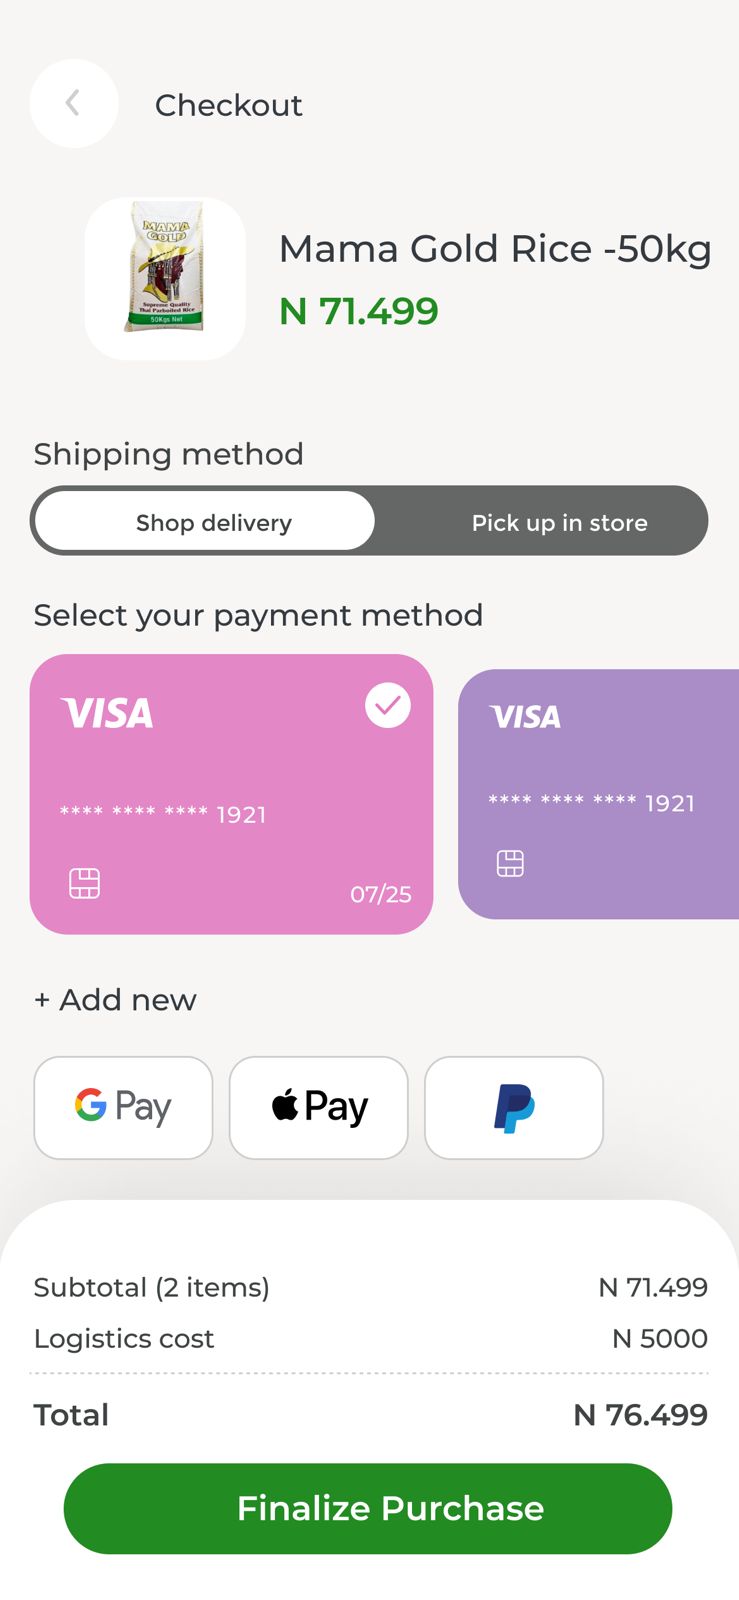 Checkout
MAMA
GOLD
Supreme Quality
Thai Parboiled Rice
50Kgs Net
Mama Gold Rice -50kg
N 71.499
Shipping method
Shop delivery
Pick up in store
Select your payment method
VISA
**** **** **** 1921
07/25
VISA
**** **** **** 1921
+ Add new
G Pay
Pay
Subtotal (2 items)
N 71.499
Logistics cost
N 5000
Total
N 76.499
Finalize Purchase